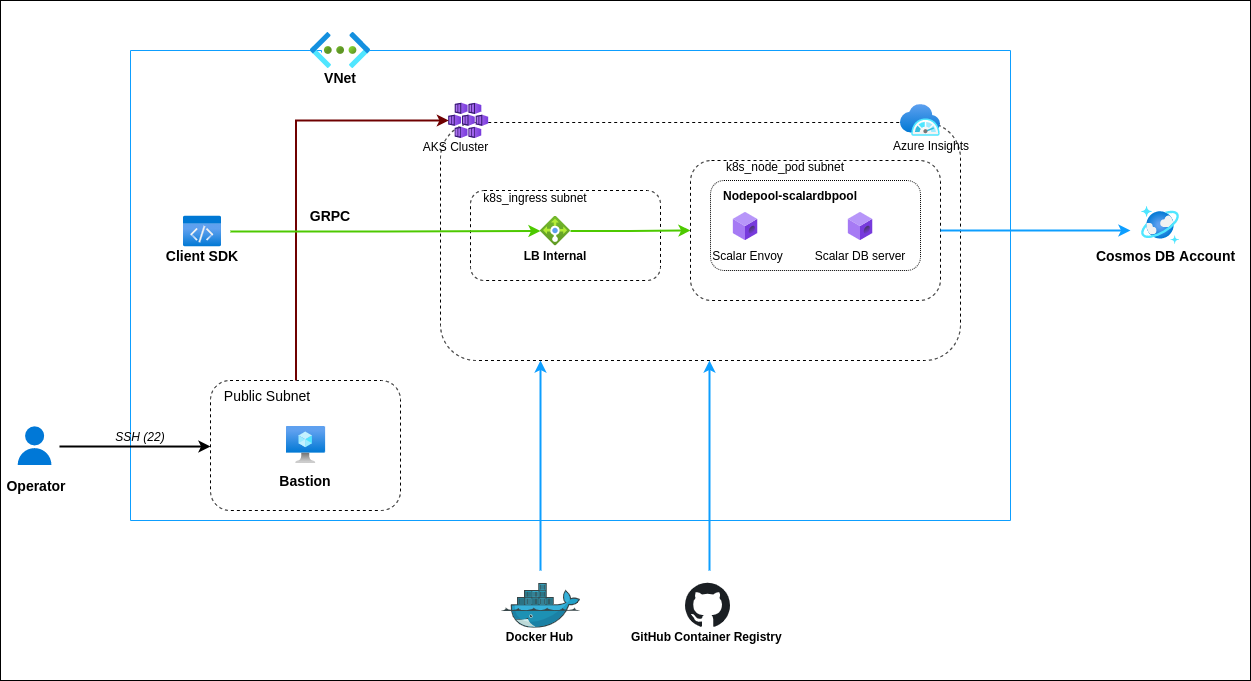 VNet
AKS Cluster
Azure Insights
k8s_node_pod subnet
k8s_ingress subnet
Nodepool-scalardbpool
GRPC
Client SDK
LB Internal
Scalar Envoy
Scalar DB server
Cosmos DB Account
Public Subnet
SSH (22)
Operator
Bastion
Docker Hub
GitHub Container Registry